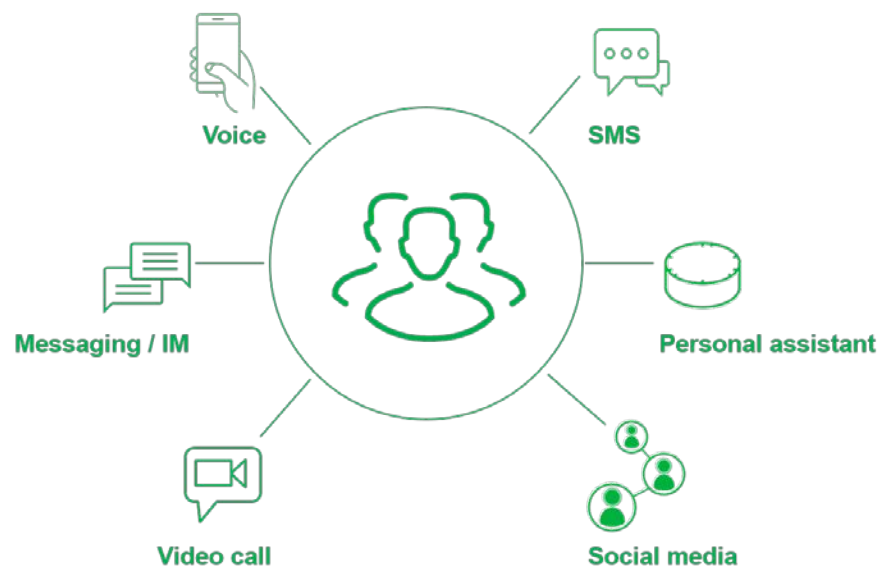 Voice
SMS
Messaging / IM
Personal assistant
Video call
Social media